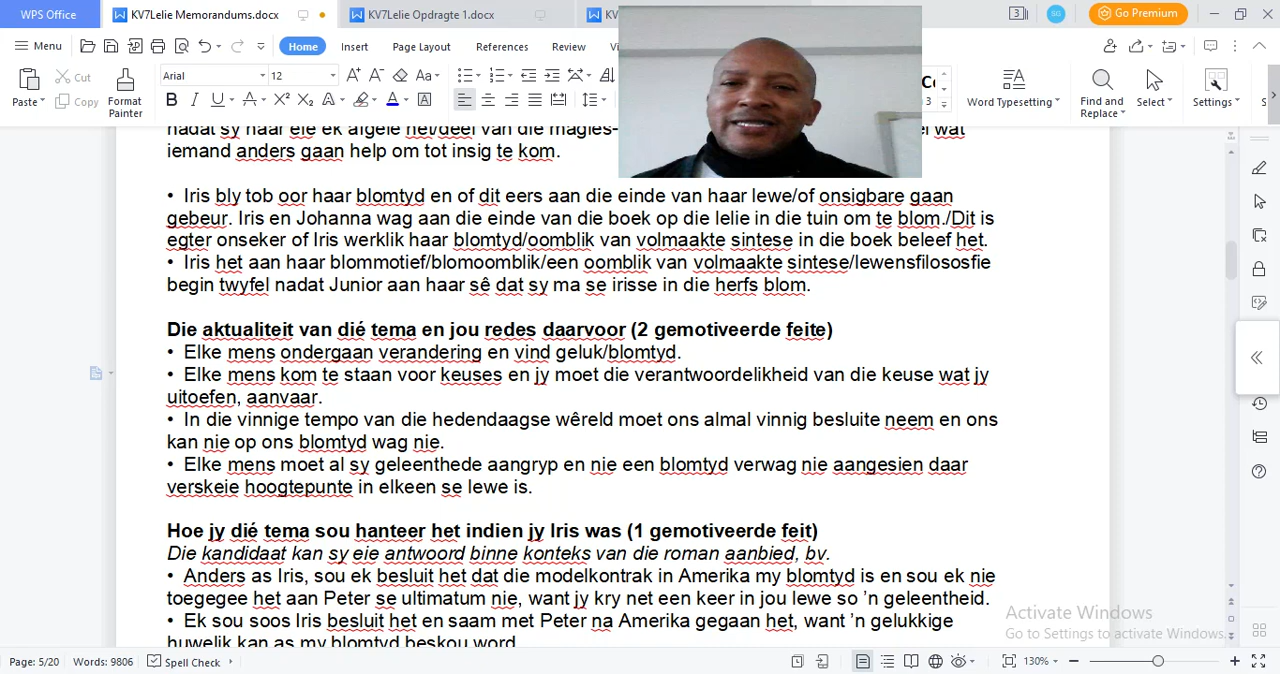 WPS Office
KV7Lelie Memorandums.docx
KV7Lelie Opdragte 1.docx
3
SG
Go Premium
Menu
Home
Insert
Page Layout
References
Review
Paste
Cut
Copy
Format Painter
Arial
12
Word Typesetting
Find and Replace
Select
Settings
iemand anders gaan help om tot insig te kom.
• Iris bly tob oor haar blomtyd en of dit eers aan die einde van haar lewe/of onsigbare gaan
gebeur. Iris en Johanna wag aan die einde van die boek op die lelie in die tuin om te blom./Dit is
egter onseker of Iris werklik haar blomtyd/oomblik van volmaakte sintese in die boek beleef het.
• Iris het aan haar blommotief/blomoomblik/een oomblik van volmaakte sintese/lewensfilososfie
begin twyfel nadat Junior aan haar sê dat sy ma se irisse in die herfs blom.
Die aktualiteit van dié tema en jou redes daarvoor (2 gemotiveerde feite)
• Elke mens ondergaan verandering en vind geluk/blomtyd.
• Elke mens kom te staan voor keuses en jy moet die verantwoordelikheid van die keuse wat jy
uitoefen, aanvaar.
• In die vinnige tempo van die hedendaagse wêreld moet ons almal vinnig besluite neem en ons
kan nie op ons blomtyd wag nie.
• Elke mens moet al sy geleenthede aangryp en nie een blomtyd verwag nie aangesien daar
verskeie hoogtepunte in elkeen se lewe is.
Hoe jy dié tema sou hanteer het indien jy Iris was (1 gemotiveerde feit)
Die kandidaat kan sy eie antwoord binne konteks van die roman aanbied, bv.
• Anders as Iris, sou ek besluit het dat die modelkontrak in Amerika my blomtyd is en sou ek nie
toegegee het aan Peter se ultimatum nie, want jy kry net een keer in jou lewe so 'n geleentheid.
• Ek sou soos Iris besluit het en saam met Peter na Amerika gegaan het, want 'n gelukkige
huwelik kan as my blomtyd beskou word.
Activate Windows
Go to Settings to activate Windows.
Page: 5/20
Words: 9806
Spell Check
130%